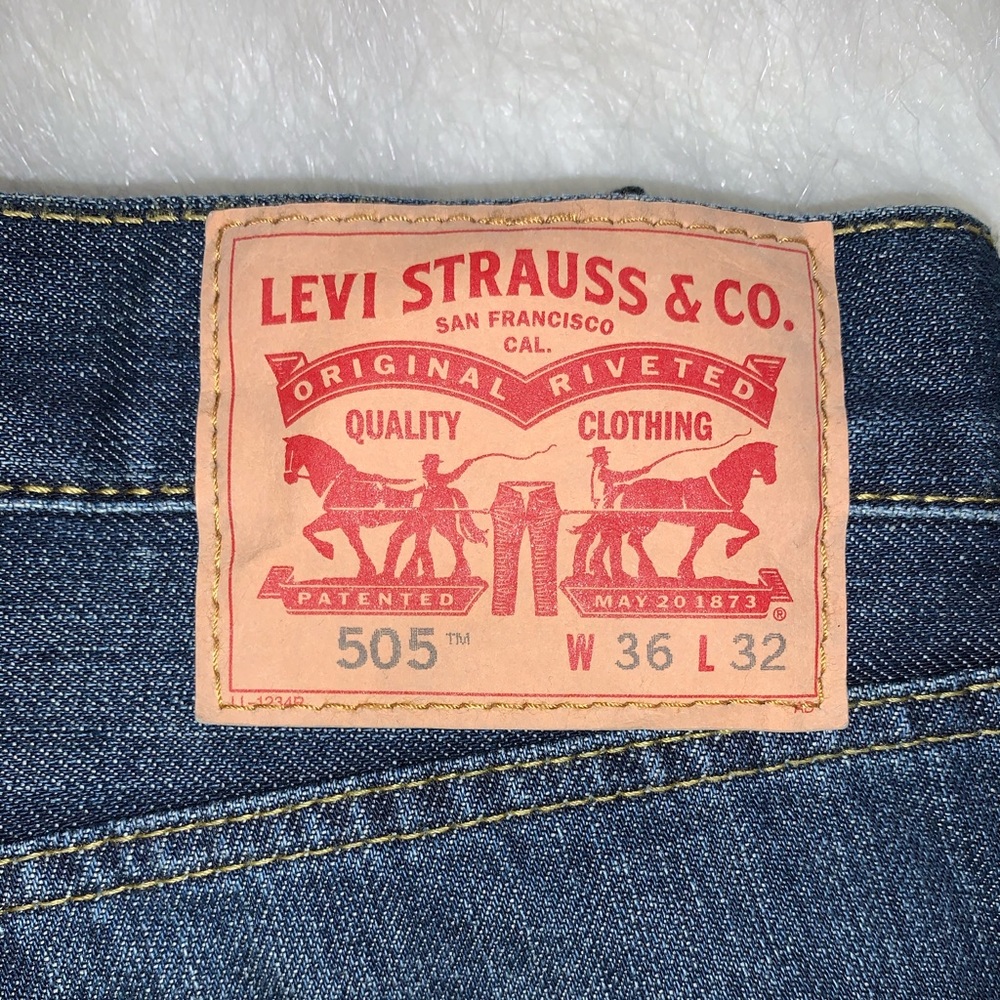 LEVI STRAUSS & CO.
SAN FRANCISCO
CAL.
ORIGINAL RIVETED
QUALITY CLOTHING
PATENTED MAY 20 1873 ®
505™ W 36 L 32